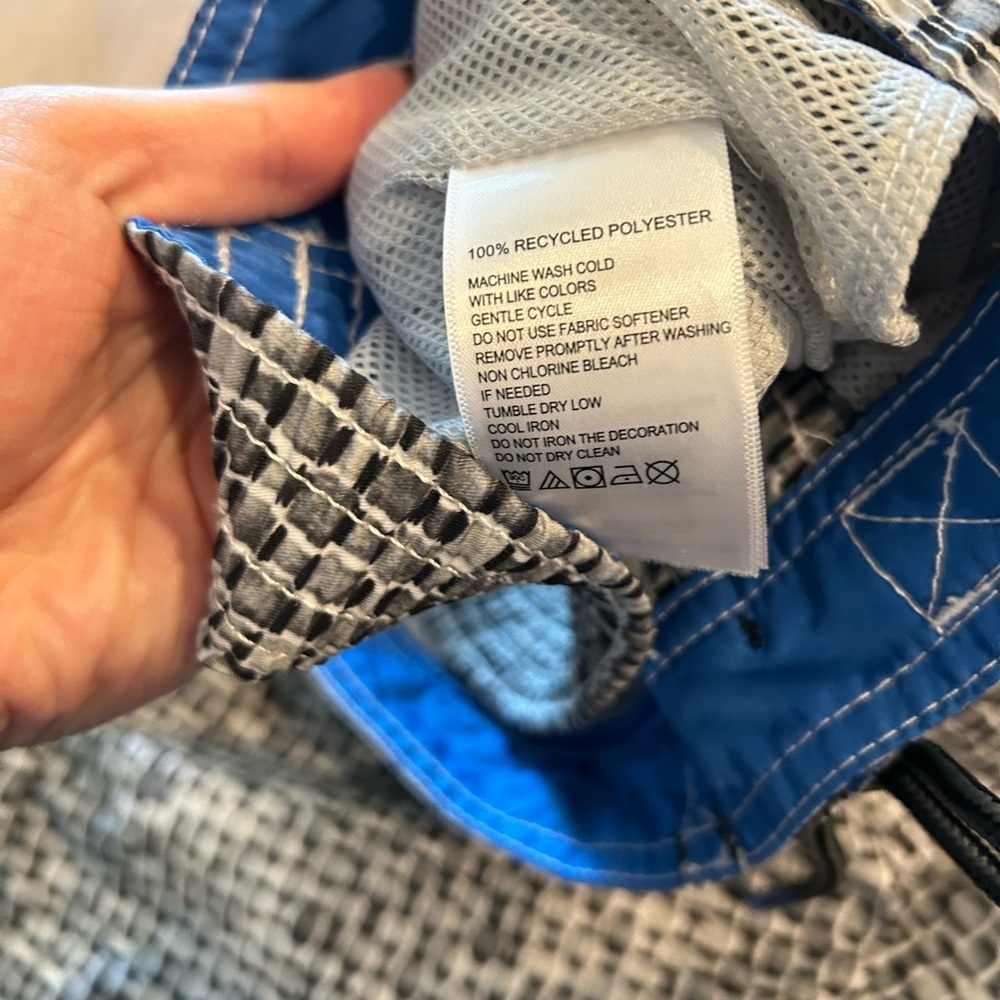 100% RECYCLED POLYESTER
MACHINE WASH COLD
WITH LIKE COLORS
GENTLE CYCLE
DO NOT USE FABRIC SOFTENER
REMOVE PROMPTLY AFTER WASHING
NON CHLORINE BLEACH
IF NEEDED
TUMBLE DRY LOW
COOL IRON
DO NOT IRON THE DECORATION
DO NOT DRY CLEAN